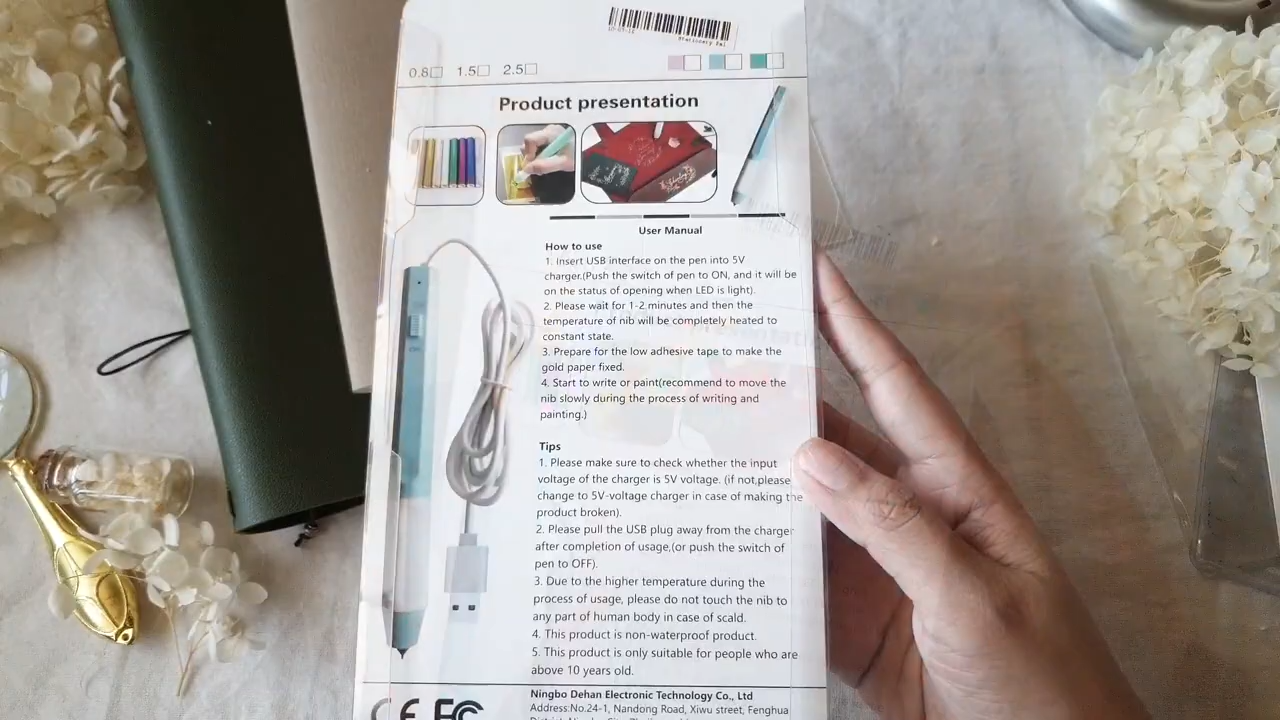 Stationery Pal
0.8 1.5 2.5
Product presentation
User Manual
How to use
1. Insert USB interface on the pen into 5V
charger.(Push the switch of pen to ON, and it will be
on the status of opening when LED is light).
2. Please wait for 1-2 minutes and then the
temperature of nib will be completely heated to
constant state.
3. Prepare for the low adhesive tape to make the
gold paper fixed.
4. Start to write or paint(recommend to move the
nib slowly during the process of writing and
painting.)
Tips
1. Please make sure to check whether the input
voltage of the charger is 5V voltage. (if not,please
change to 5V-voltage charger in case of making the
product broken).
2. Please pull the USB plug away from the charger
after completion of usage,(or push the switch of
pen to OFF).
3. Due to the higher temperature during the
process of usage, please do not touch the nib to
any part of human body in case of scald.
4. This product is non-waterproof product.
5. This product is only suitable for people who are
above 10 years old.
CE FC
Ningbo Dehan Electronic Technology Co., Ltd
Address:No.24-1, Nandong Road, Xiwu street, Fenghua